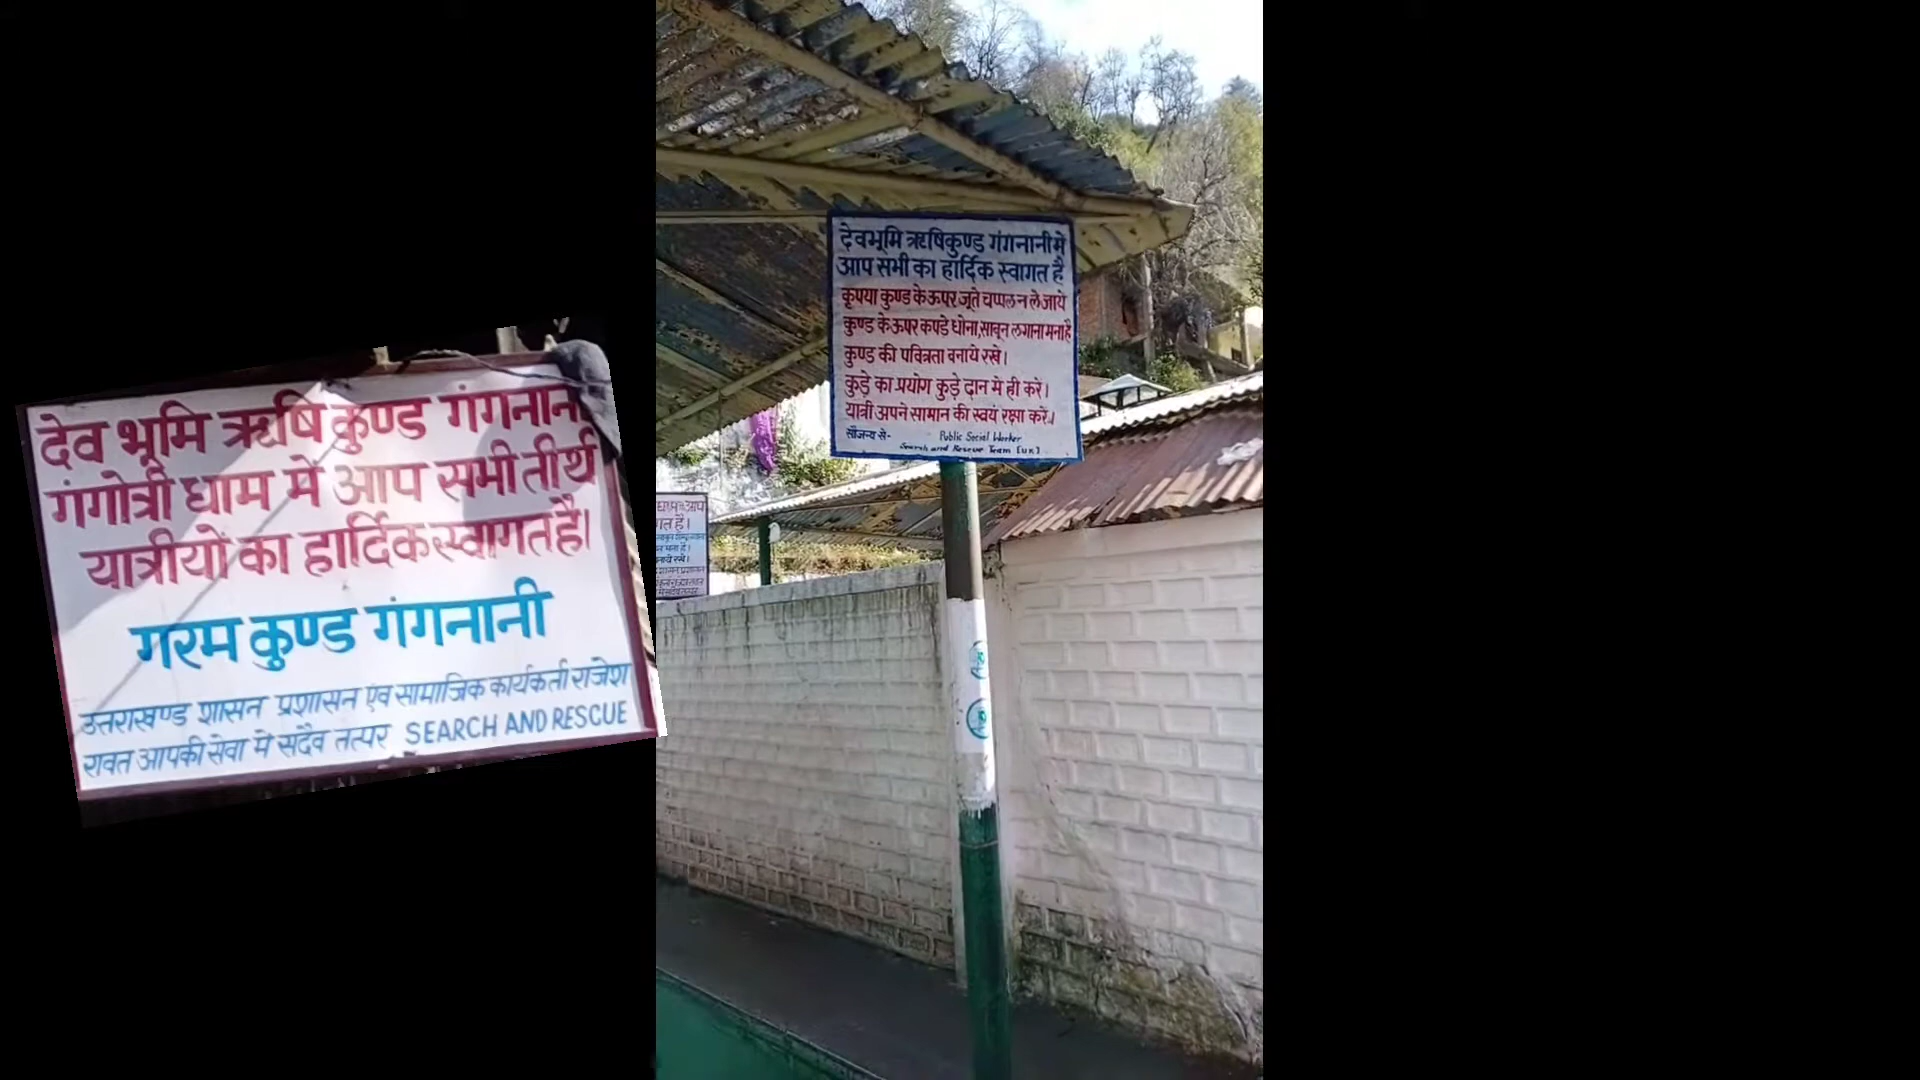 देव भूमि ऋषि कुण्ड गंगनानी
गंगोत्री धाम में आप सभी तीर्थ
यात्रीयों का हार्दिक स्वागत है।
गरम कुण्ड गंगनानी
उत्तराखण्ड शासन प्रशासन एवं सामाजिक कार्यकर्ता राजेश
रावत आपकी सेवा मे सदैव तत्पर SEARCH AND RESCUE
देवभूमि ऋषिकुण्ड गंगनानी मे
आप सभी का हार्दिक स्वागत है
कृपया कुण्ड के ऊपर जूते चप्पल न ले जाये
कुण्ड के ऊपर कपडे धोना, साबुन लगाना मना है
कुण्ड की पवित्रता बनाये रखे।
कुड़े का प्रयोग कुड़े दान मे ही करें।
यात्री अपने सामान की स्वयं रक्षा करें।
सौजन्य से- Public Social Worker
Search and Rescue Team (U.K)